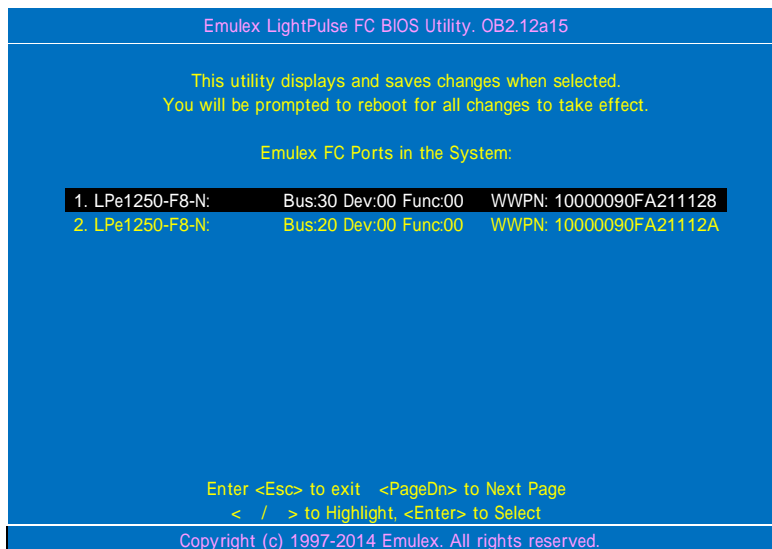 Emulex LightPulse FC BIOS Utility. OB2.12a15
This utility displays and saves changes when selected.
You will be prompted to reboot for all changes to take effect.
Emulex FC Ports in the System:
1. LPe1250-F8-N: Bus:30 Dev:00 Func:00 WWPN: 10000090FA211128
2. LPe1250-F8-N: Bus:20 Dev:00 Func:00 WWPN: 10000090FA21112A
Enter <Esc> to exit <PageDn> to Next Page
< / > to Highlight, <Enter> to Select
Copyright (c) 1997-2014 Emulex. All rights reserved.